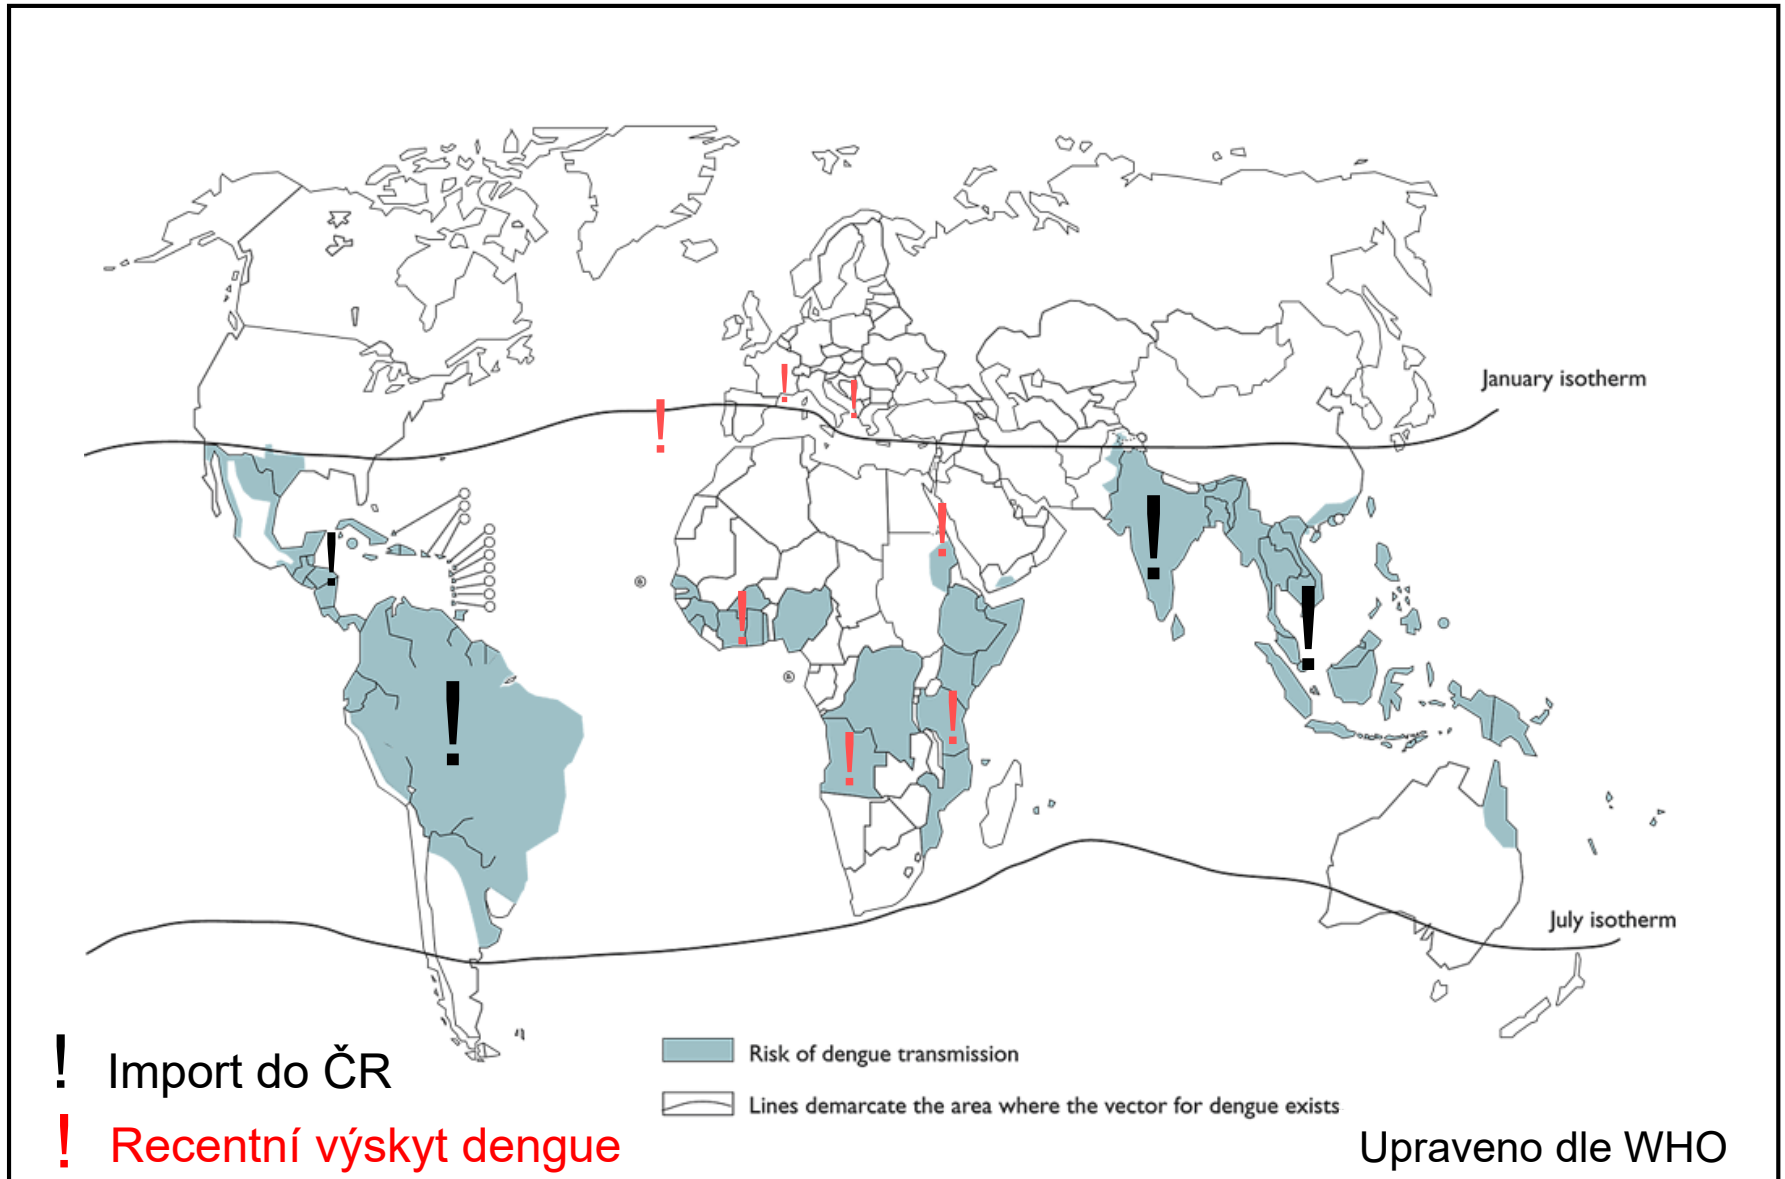 January isotherm
July isotherm
! Import do ČR
! Recentní výskyt dengue
Risk of dengue transmission
Lines demarcate the area where the vector for dengue exists
Upraveno dle WHO